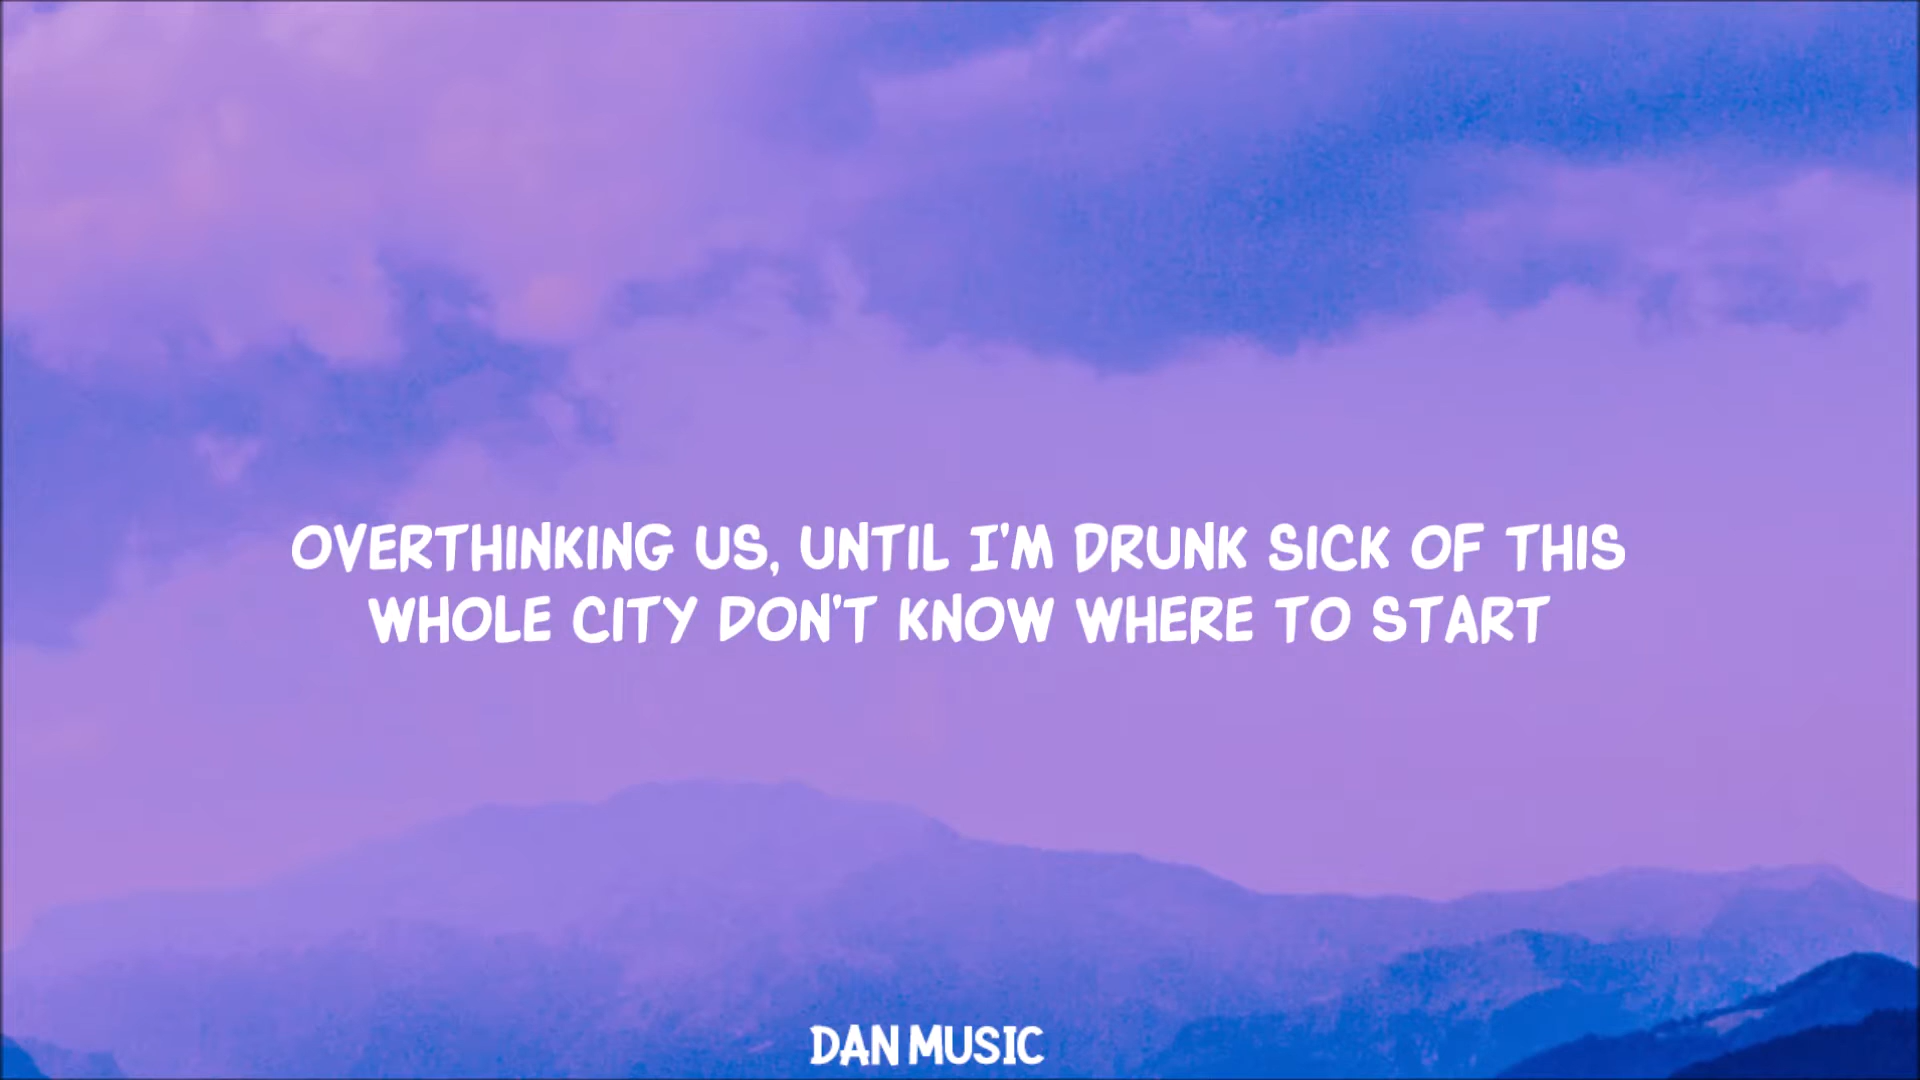 OVERTHINKING US, UNTIL I'M DRUNK SICK OF THIS
WHOLE CITY DON'T KNOW WHERE TO START
DAN MUSIC